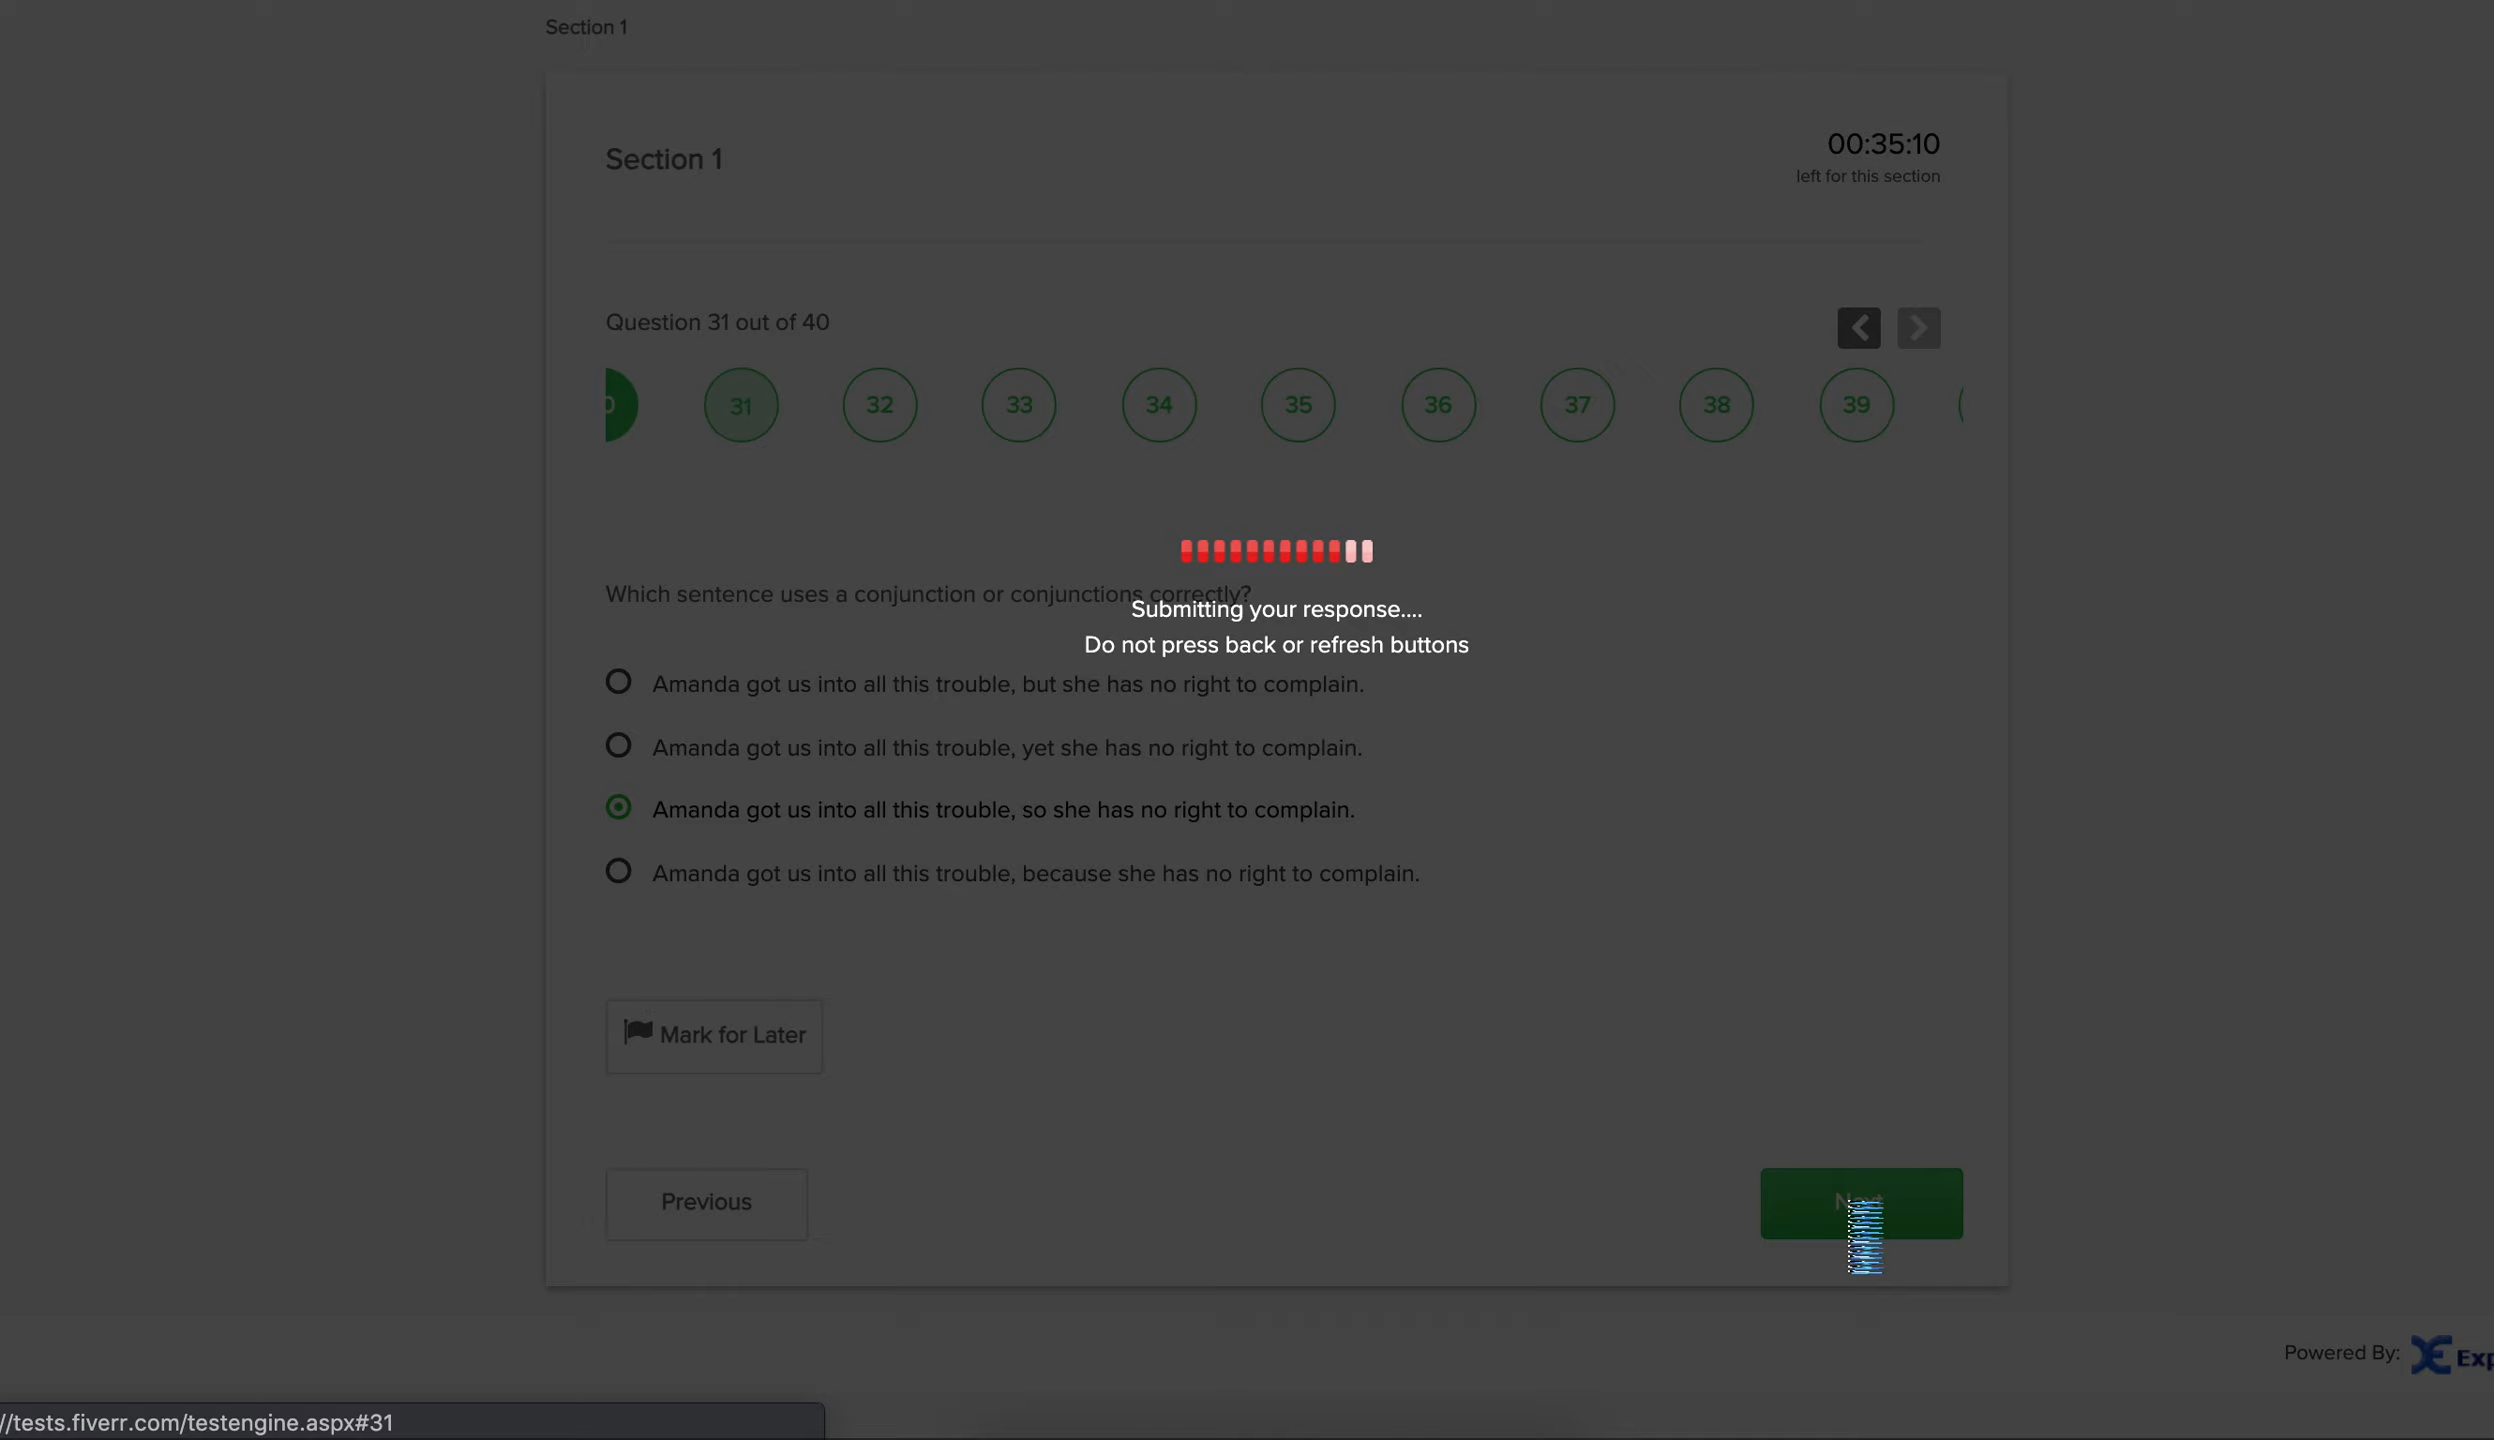 Section 1
Section 1
00:35:10
left for this section
Question 31 out of 40
31 32 33 34 35 36 37 38 39
Which sentence uses a conjunction or conjunctions correctly?
Submitting your response....
Do not press back or refresh buttons
Amanda got us into all this trouble, but she has no right to complain.
Amanda got us into all this trouble, yet she has no right to complain.
Amanda got us into all this trouble, so she has no right to complain.
Amanda got us into all this trouble, because she has no right to complain.
Mark for Later
Previous
Next
Powered By:
//tests.fiverr.com/testengine.aspx#31